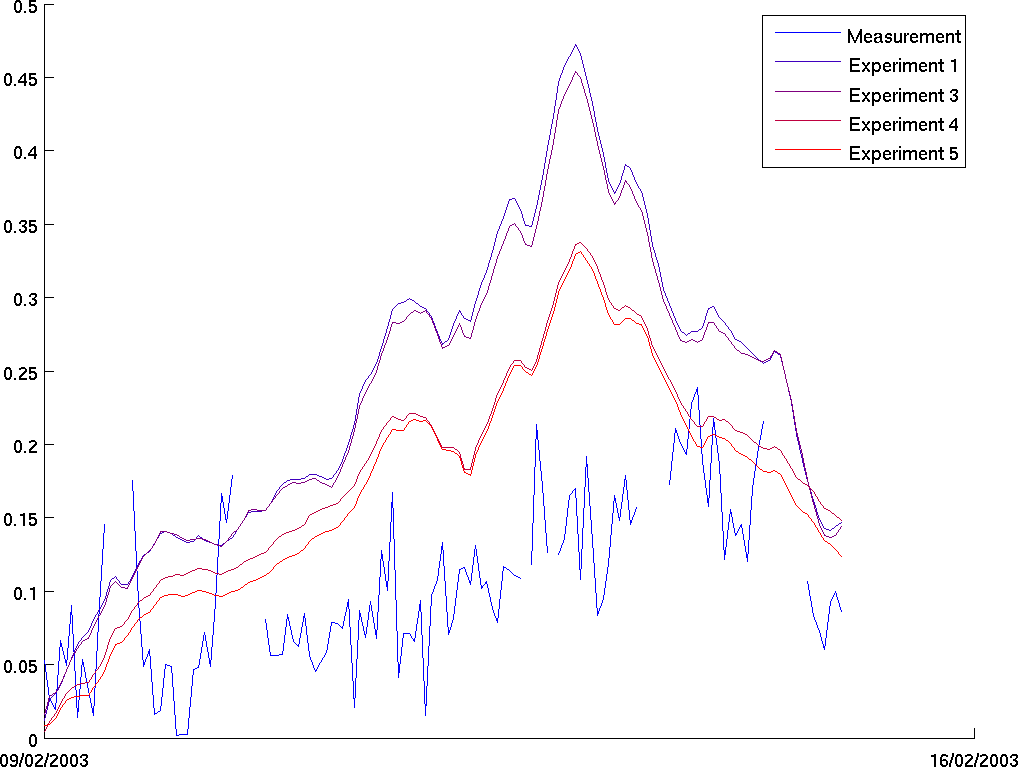 0.5
0.45
0.4
0.35
0.3
0.25
0.2
0.15
0.1
0.05
0
09/02/2003
16/02/2003
Measurement
Experiment 1
Experiment 3
Experiment 4
Experiment 5